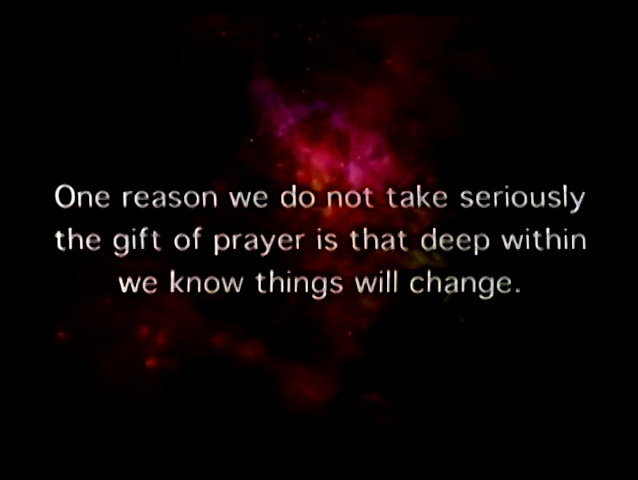 One reason we do not take seriously
the gift of prayer is that deep within
we know things will change.